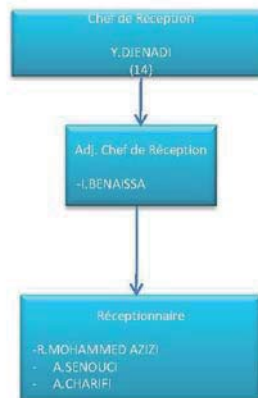 Chef de Réception
Y.DJENADI
(14)
Adj. Chef de Réception
-I.BENAISSA
Réceptionnaire
-R.MOHAMMED AZIZI
- A.SENOUCI
- A.CHARIFI